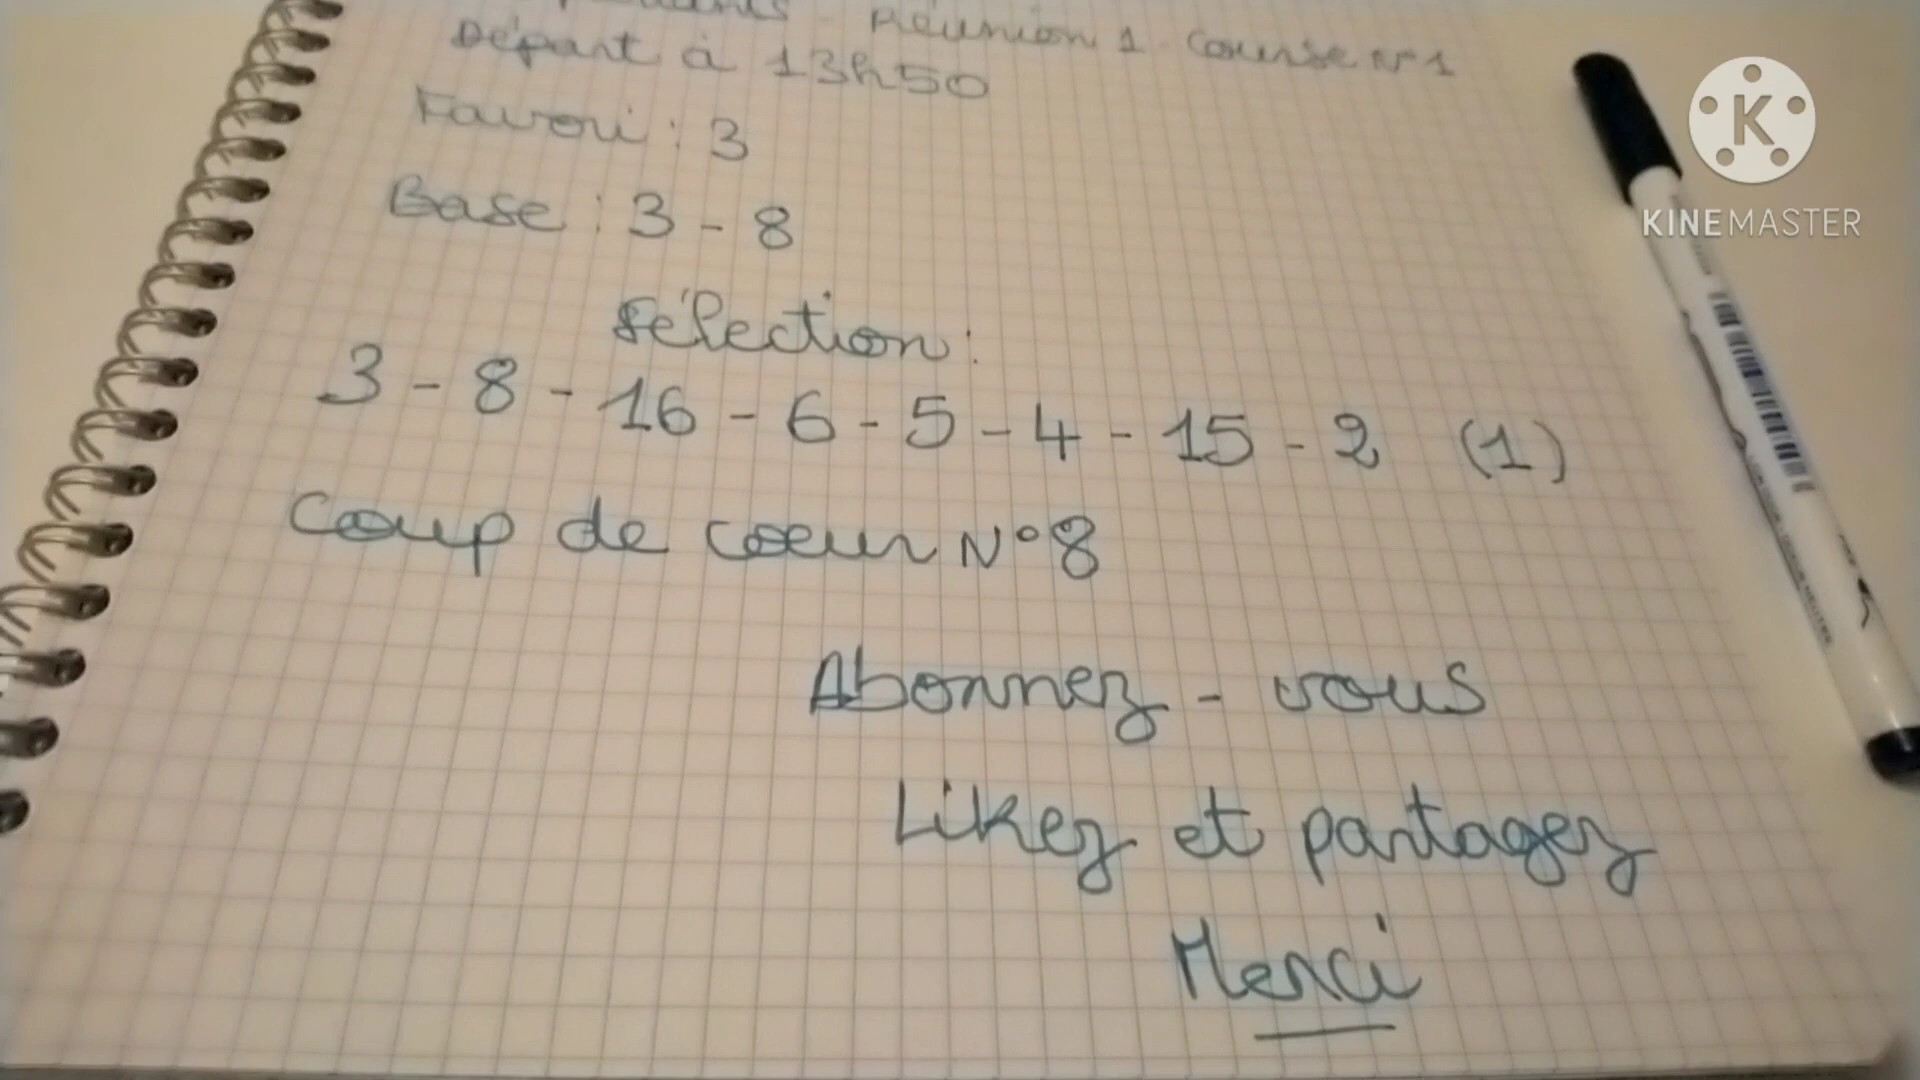 Réunion 1 Course n°1
Départ à 13h50
Favori : 3
Base : 3 - 8
Sélection :
3 - 8 - 16 - 6 - 5 - 4 - 15 - 2 (1)
Coup de coeur N°8
Abonnez - vous
Likez et partagez
Merci
K
KINEMASTER